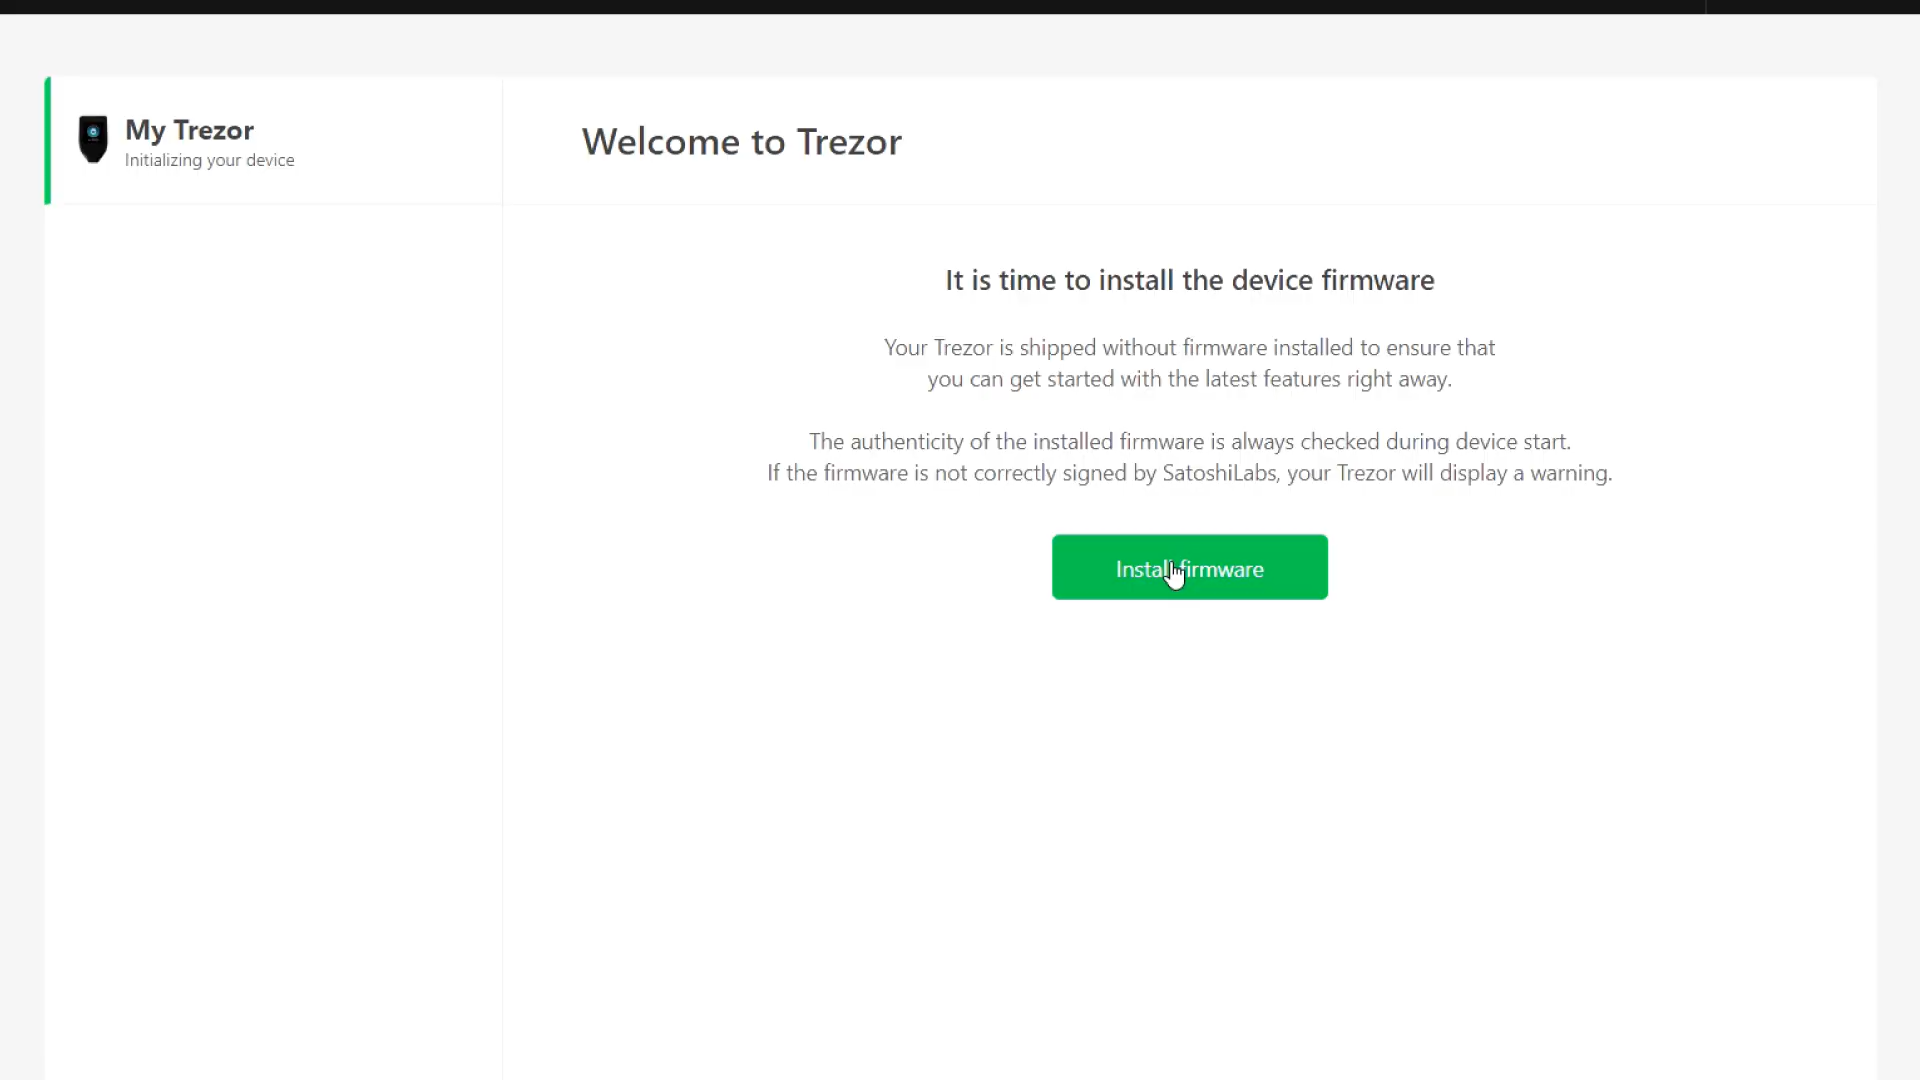 My Trezor
Initializing your device
Welcome to Trezor
It is time to install the device firmware
Your Trezor is shipped without firmware installed to ensure that
you can get started with the latest features right away.
The authenticity of the installed firmware is always checked during device start.
If the firmware is not correctly signed by SatoshiLabs, your Trezor will display a warning.
Install firmware